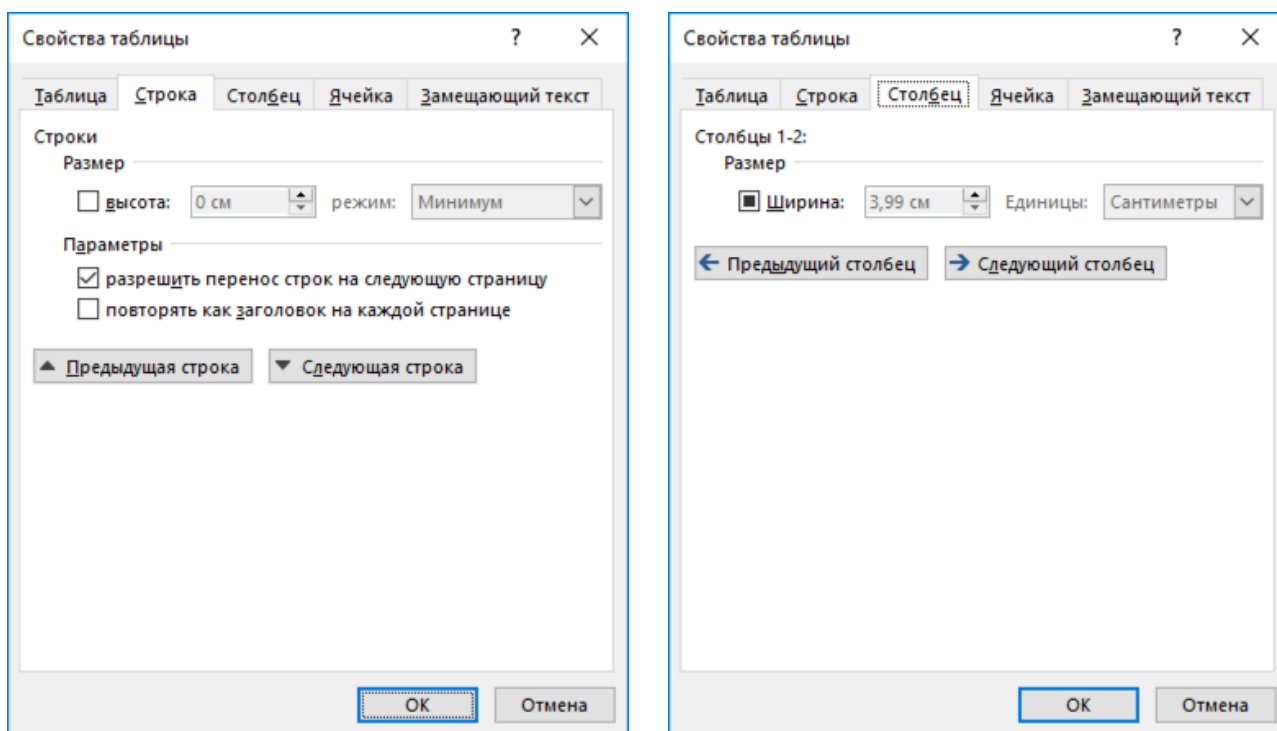 Свойства таблицы ?
Таблица Строка Столбец Ячейка Замещающий текст
Строки
Размер
высота: 0 см режим: Минимум
Параметры
разрешить перенос строк на следующую страницу
повторять как заголовок на каждой странице
Предыдущая строка Следующая строка
ОК Отмена
Свойства таблицы ?
Таблица Строка Столбец Ячейка Замещающий текст
Столбцы 1-2:
Размер
Ширина: 3,99 см Единицы: Сантиметры
Предыдущий столбец Следующий столбец
ОК Отмена